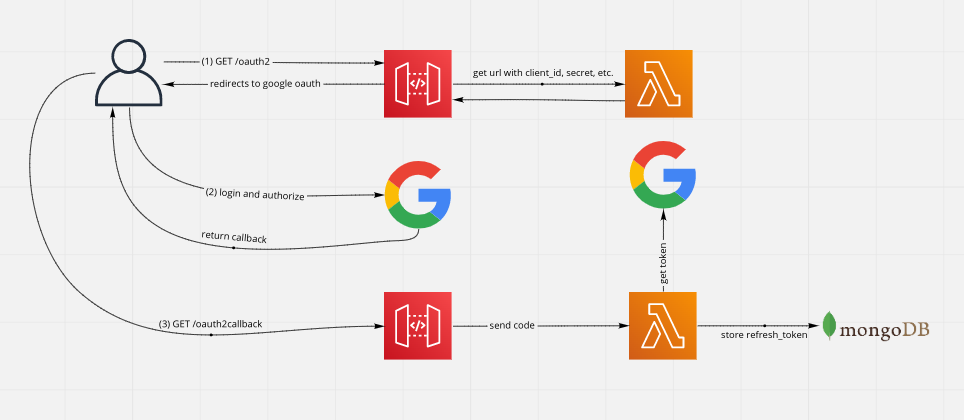 (1) GET /oauth2
get url with client_id, secret, etc.
redirects to google oauth
(2) login and authorize
return callback
get token
(3) GET /oauth2callback
send code
store refresh_token
mongoDB